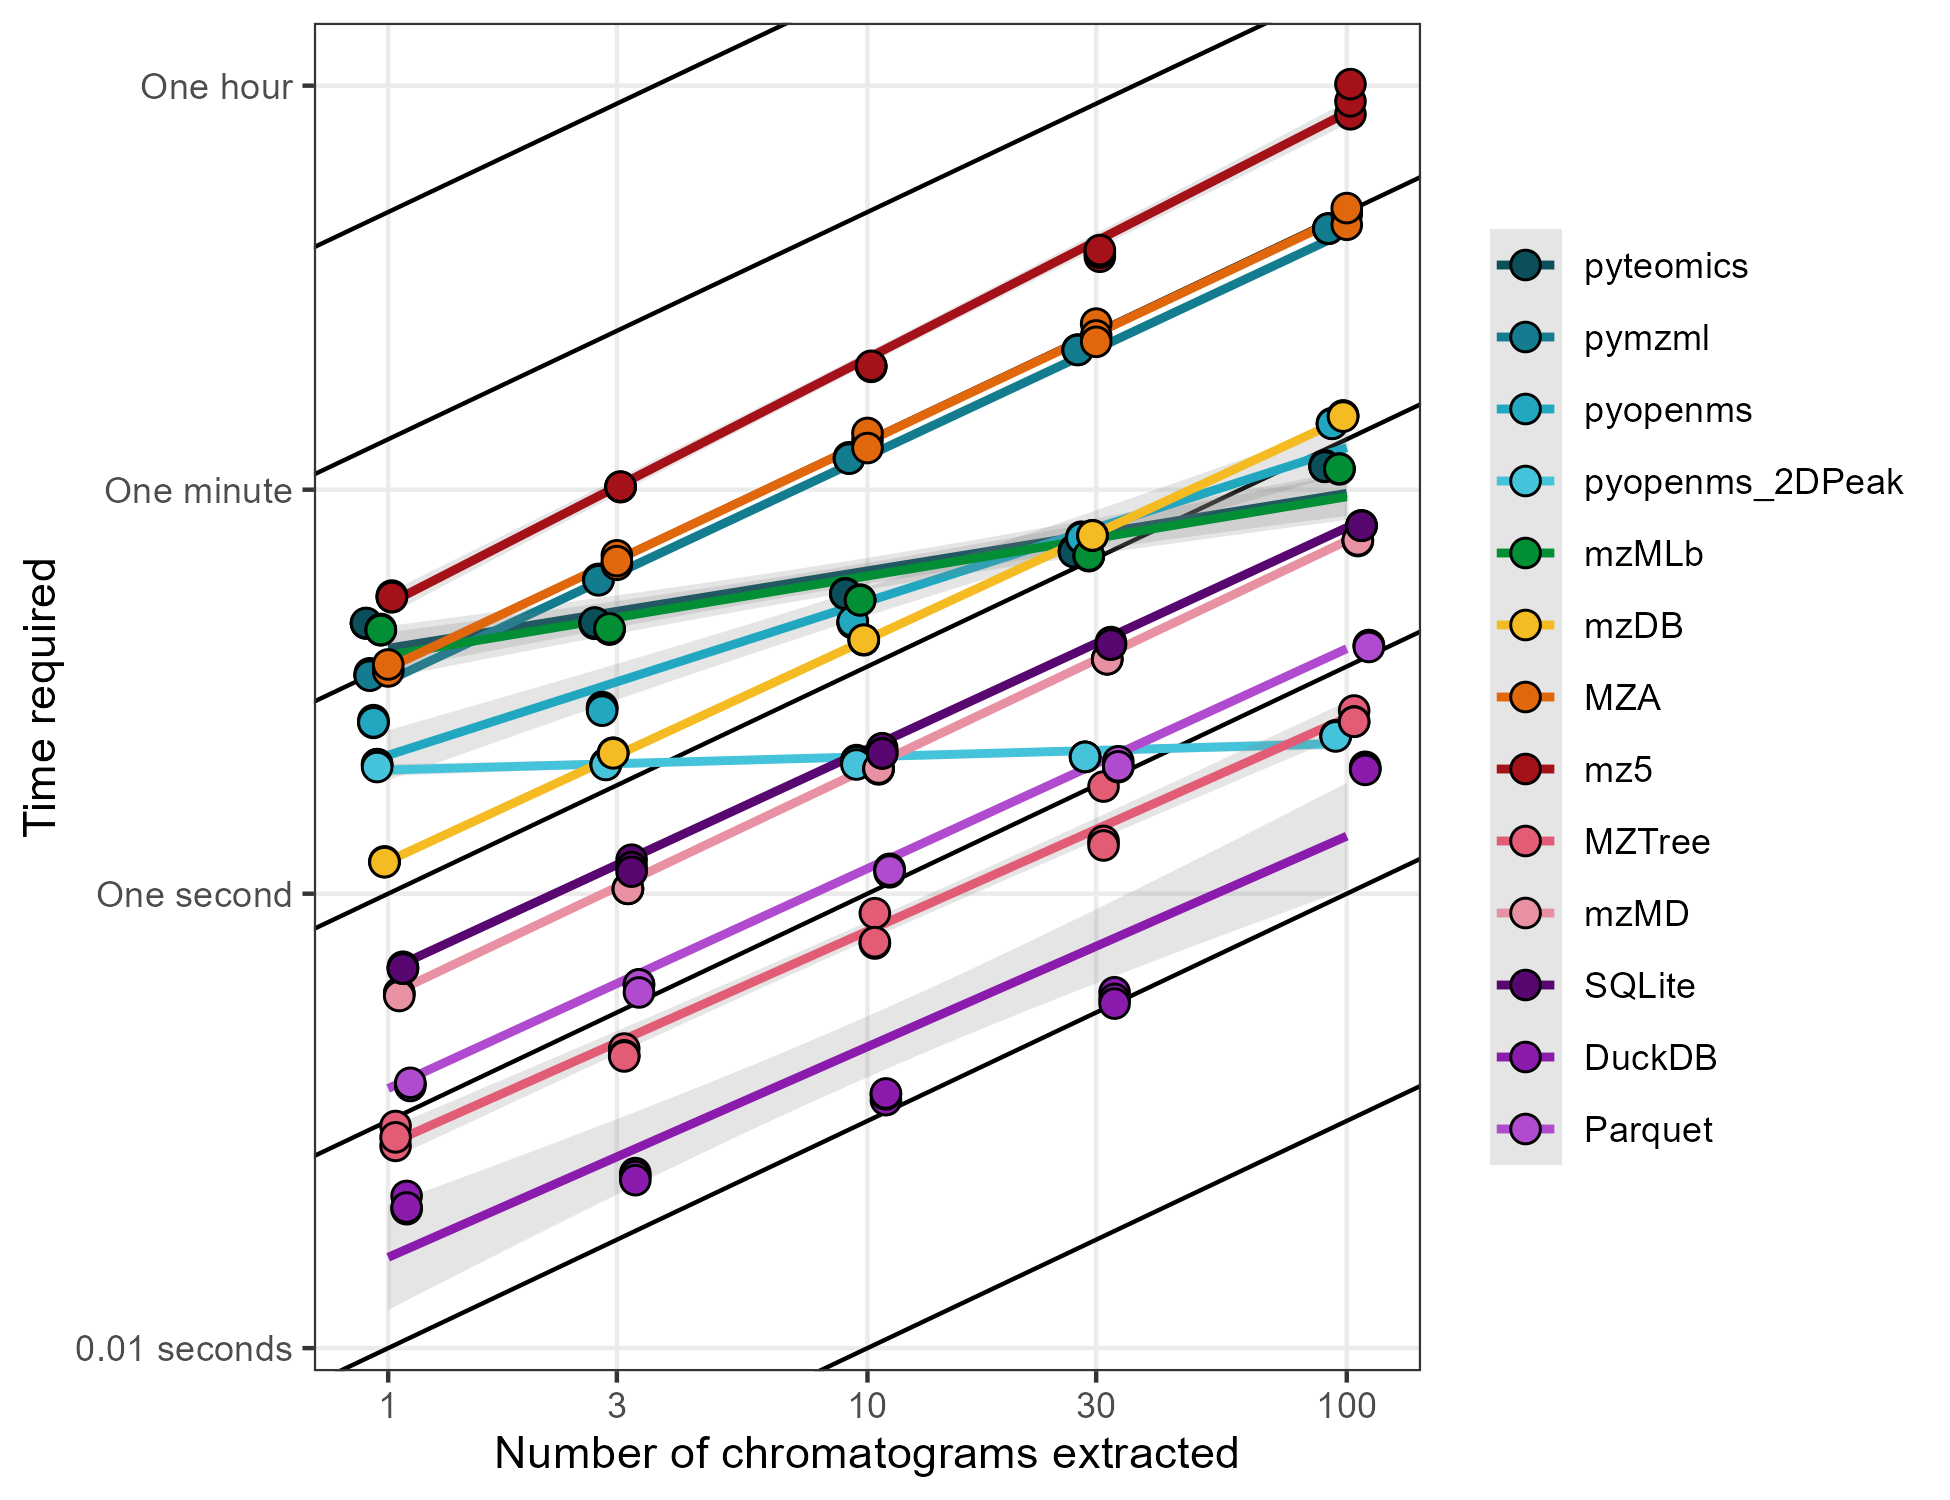 One hour
One minute
One second
0.01 seconds
Time required
1 3 10 30 100
Number of chromatograms extracted
pyteomics
pymzml
pyopenms
pyopenms_2DPeak
mzMLb
mzDB
MZA
mz5
MZTree
mzMD
SQLite
DuckDB
Parquet